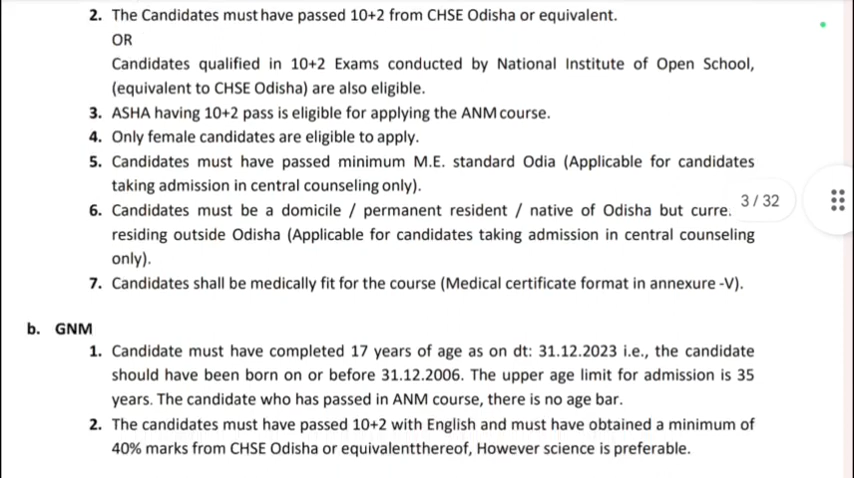 2. The Candidates must have passed 10+2 from CHSE Odisha or equivalent.
OR
Candidates qualified in 10+2 Exams conducted by National Institute of Open School,
(equivalent to CHSE Odisha) are also eligible.
3. ASHA having 10+2 pass is eligible for applying the ANM course.
4. Only female candidates are eligible to apply.
5. Candidates must have passed minimum M.E. standard Odia (Applicable for candidates
taking admission in central counseling only).
3 / 32
6. Candidates must be a domicile / permanent resident / native of Odisha but curre
residing outside Odisha (Applicable for candidates taking admission in central counseling
only).
7. Candidates shall be medically fit for the course (Medical certificate format in annexure -V).
b. GNM
1. Candidate must have completed 17 years of age as on dt: 31.12.2023 i.e., the candidate
should have been born on or before 31.12.2006. The upper age limit for admission is 35
years. The candidate who has passed in ANM course, there is no age bar.
2. The candidates must have passed 10+2 with English and must have obtained a minimum of
40% marks from CHSE Odisha or equivalentthereof, However science is preferable.